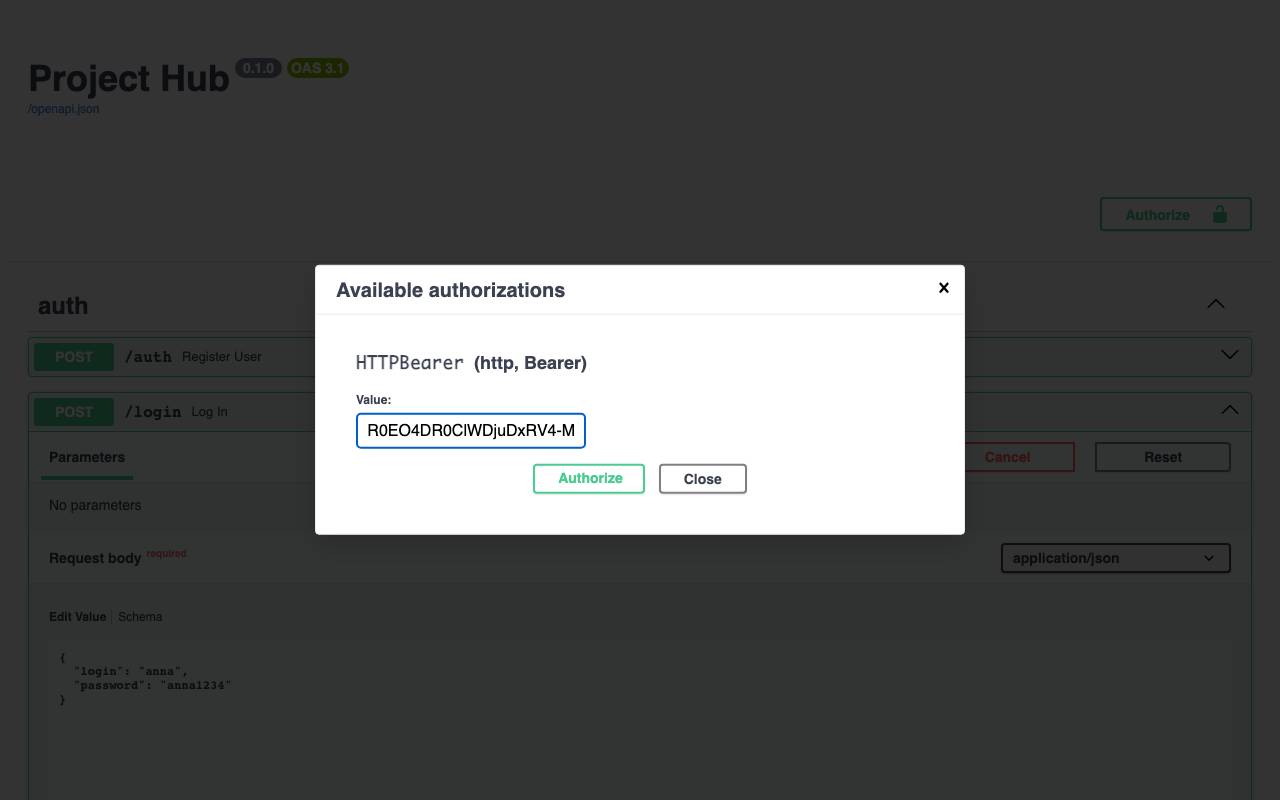 Project Hub 0.1.0 OAS 3.1
/openapi.json
Authorize
Available authorizations
auth
HTTPBearer (http, Bearer)
POST /auth Register User
Value:
POST /login Log In
R0EO4DR0ClWDjuDxRV4-M
Parameters
Cancel Reset
Authorize Close
No parameters
Request body required
application/json
Edit Value Schema
{
"login": "anna",
"password": "anna1234"
}